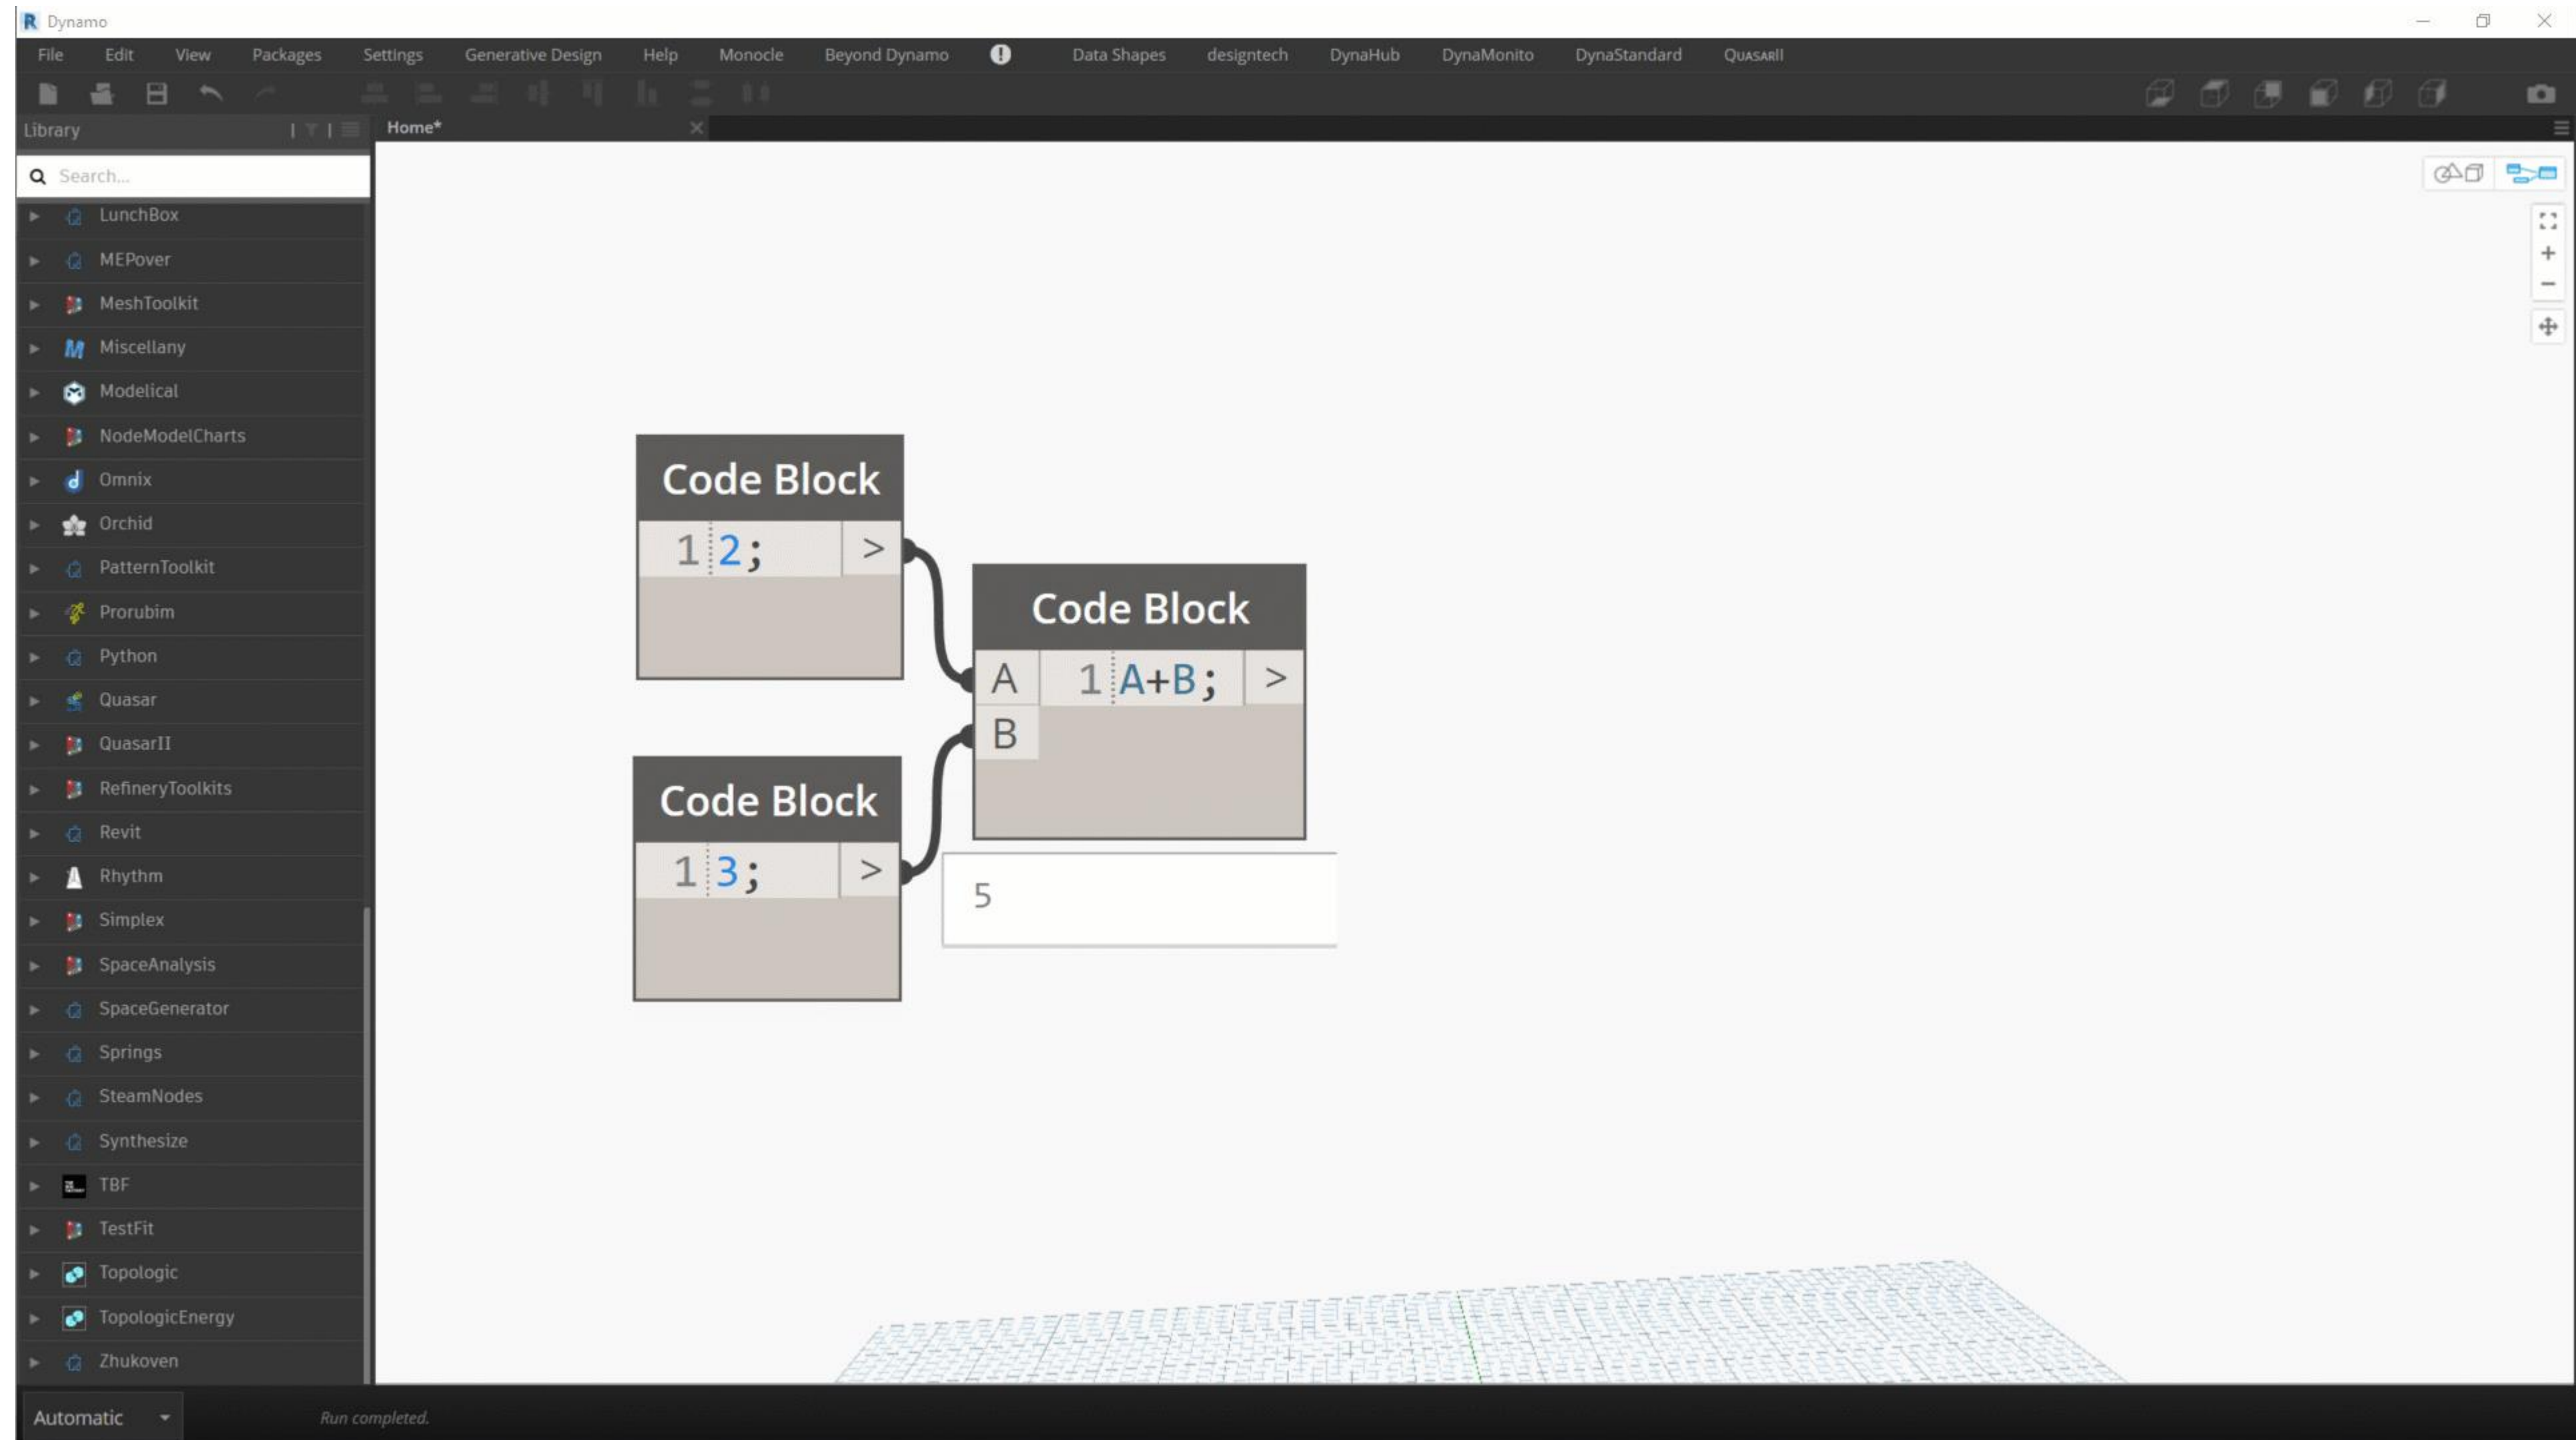 R Dynamo
File Edit View Packages Settings Generative Design Help Monocle Beyond Dynamo Data Shapes designtech DynaHub DynaMonito DynaStandard QUASARII
Library
Home*
Search...
LunchBox
MEPover
MeshToolkit
Miscellany
Modelical
NodeModelCharts
Omnix
Orchid
PatternToolkit
Prorubim
Python
Quasar
QuasarII
RefineryToolkits
Revit
Rhythm
Simplex
SpaceAnalysis
SpaceGenerator
Springs
SteamNodes
Synthesize
TBF
TestFit
Topologic
TopologicEnergy
Zhukoven
Code Block
1 2; >
Code Block
A 1 A+B; >
B
Code Block
1 3; >
5
Automatic
Run completed.